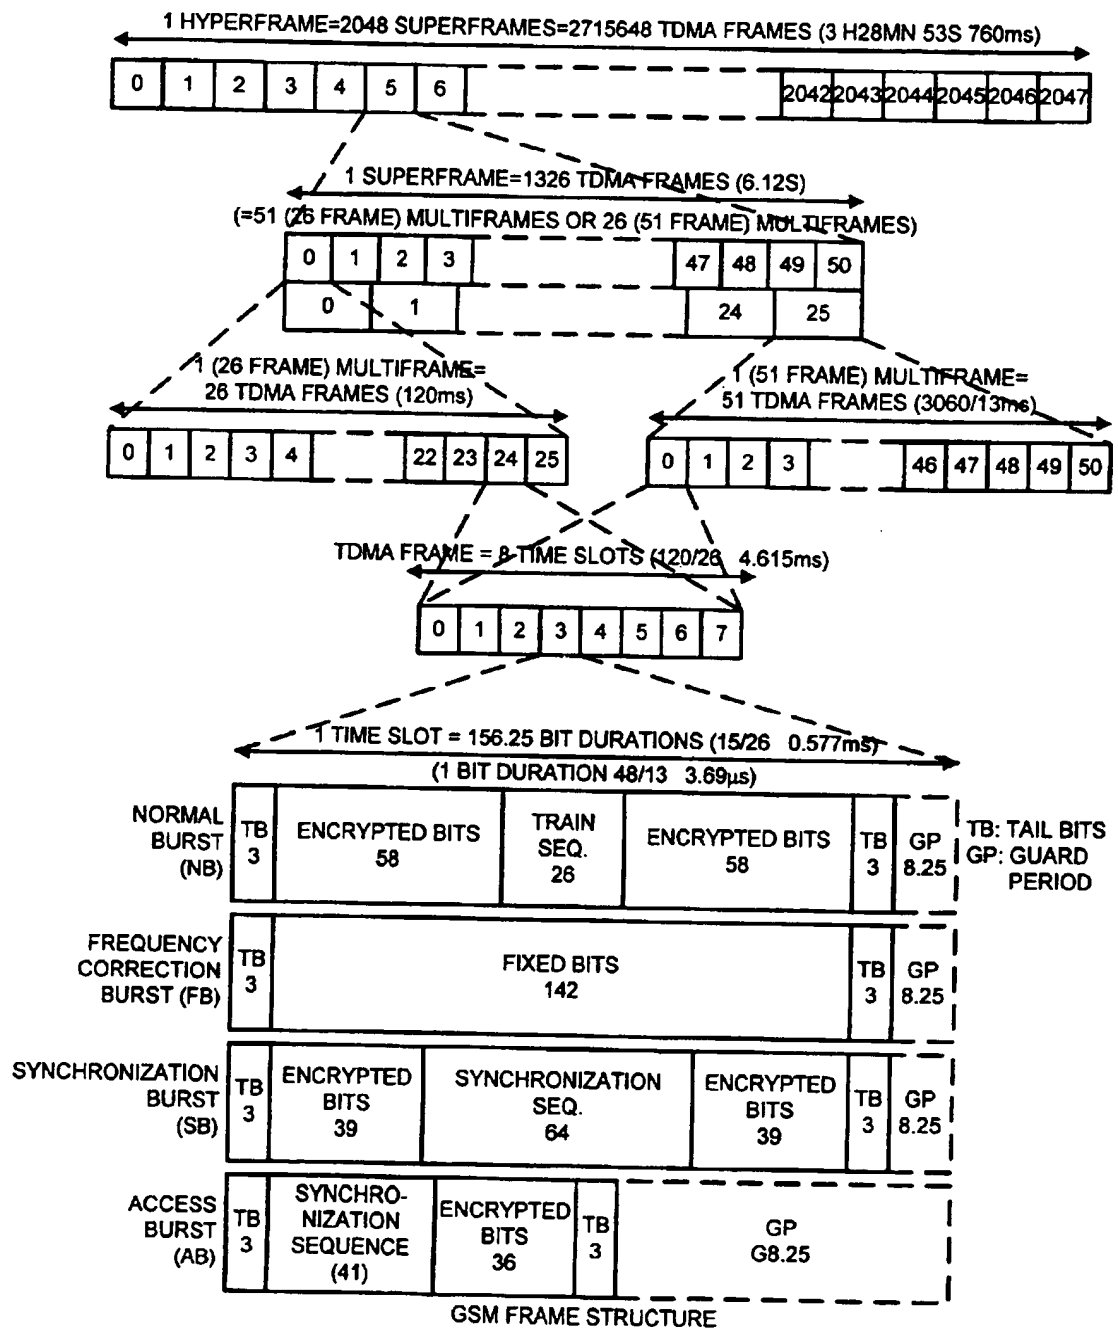 1 HYPERFRAME=2048 SUPERFRAMES=2715648 TDMA FRAMES (3 H28MN 53S 760ms)
0 1 2 3 4 5 6 2042 2043 2044 2045 2046 2047
1 SUPERFRAME=1326 TDMA FRAMES (6.12S)
(=51 (26 FRAME) MULTIFRAMES OR 26 (51 FRAME) MULTIFRAMES)
0 1 2 3 47 48 49 50
0 1 24 25
1 (26 FRAME) MULTIFRAME=
26 TDMA FRAMES (120ms)
1 (51 FRAME) MULTIFRAME=
51 TDMA FRAMES (3060/13ms)
0 1 2 3 4 22 23 24 25
0 1 2 3 46 47 48 49 50
TDMA FRAME = 8 TIME SLOTS (120/26 4.615ms)
0 1 2 3 4 5 6 7
1 TIME SLOT = 156.25 BIT DURATIONS (15/26 0.577ms)
(1 BIT DURATION 48/13 3.69µs)
NORMAL
BURST
(NB)
TB
3
ENCRYPTED BITS
58
TRAIN
SEQ.
26
ENCRYPTED BITS
58
TB
3
GP
8.25
TB: TAIL BITS
GP: GUARD
PERIOD
FREQUENCY
CORRECTION
BURST (FB)
TB
3
FIXED BITS
142
TB
3
GP
8.25
SYNCHRONIZATION
BURST
(SB)
TB
3
ENCRYPTED
BITS
39
SYNCHRONIZATION
SEQ.
64
ENCRYPTED
BITS
39
TB
3
GP
8.25
ACCESS
BURST
(AB)
TB
3
SYNCHRO-
NIZATION
SEQUENCE
(41)
ENCRYPTED
BITS
36
TB
3
GP
G8.25
GSM FRAME STRUCTURE